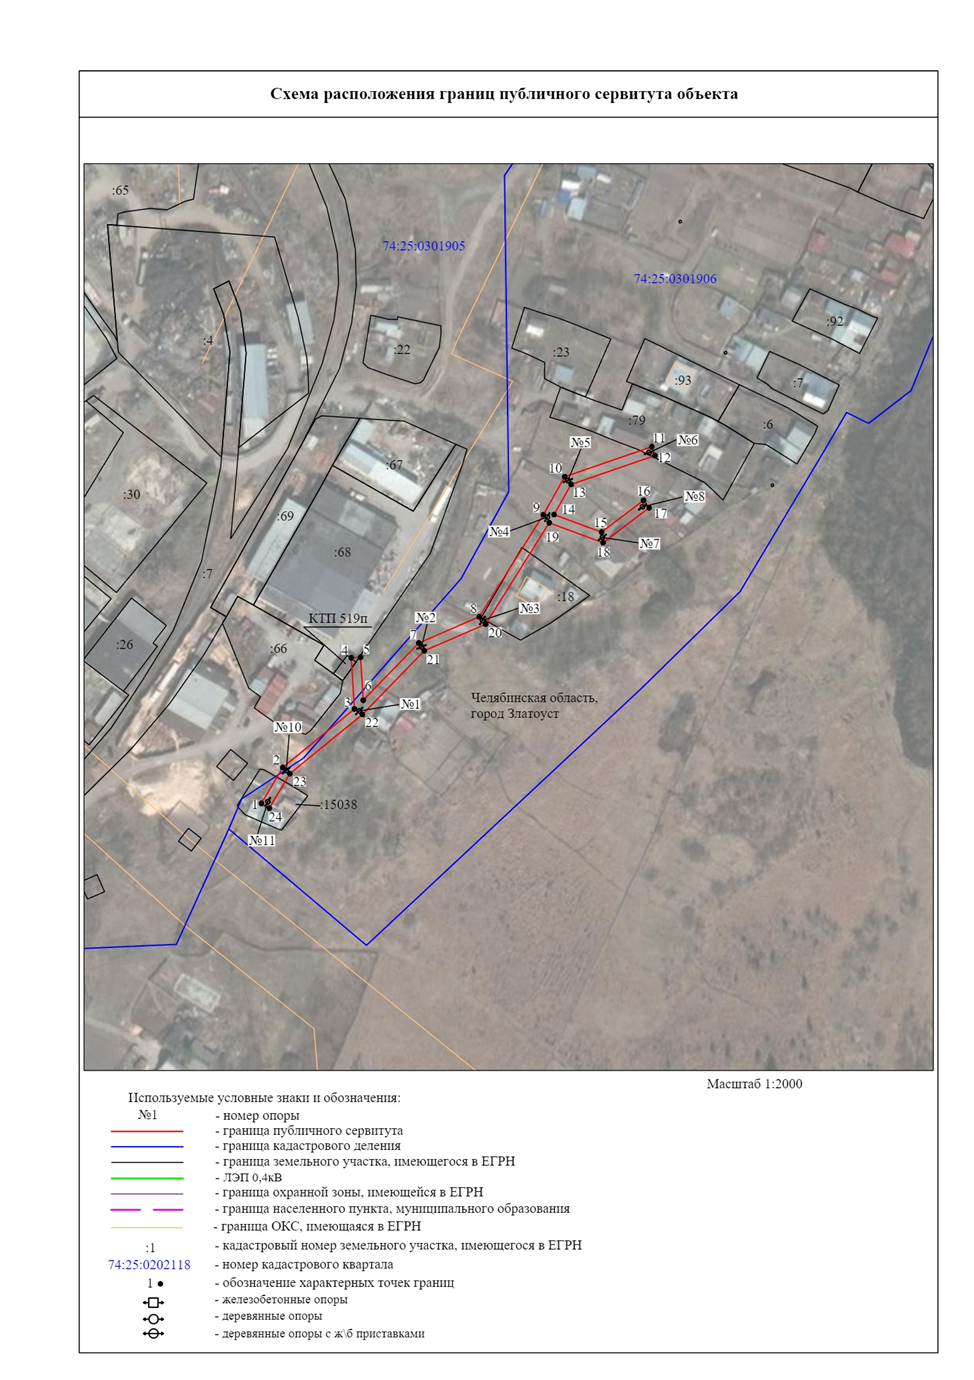 Схема расположения границ публичного сервитута объекта
:65
74:25:0301905
74:25:0301906
:92
:4
:22
:23
:93
:7
:79
:6
11
№6
№5
12
:67
10
13
:30
16
№8
9
14
17
:69
№4
15
19
№7
:68
18
:7
:18
8
№3
КТП 519п
№2
20
:26
7
:66
4
5
21
6
Челябинская область,
3
№1
город Златоуст
22
№10
2
23
1
:15038
24
№11
Масштаб 1:2000
Используемые условные знаки и обозначения:
№1 - номер опоры
- граница публичного сервитута
- граница кадастрового деления
- граница земельного участка, имеющегося в ЕГРН
- ЛЭП 0,4кВ
- граница охранной зоны, имеющейся в ЕГРН
- граница населенного пункта, муниципального образования
- граница ОКС, имеющаяся в ЕГРН
:1 - кадастровый номер земельного участка, имеющегося в ЕГРН
74:25:0202118 - номер кадастрового квартала
1 - обозначение характерных точек границ
- железобетонные опоры
- деревянные опоры
- деревянные опоры с ж\б приставками